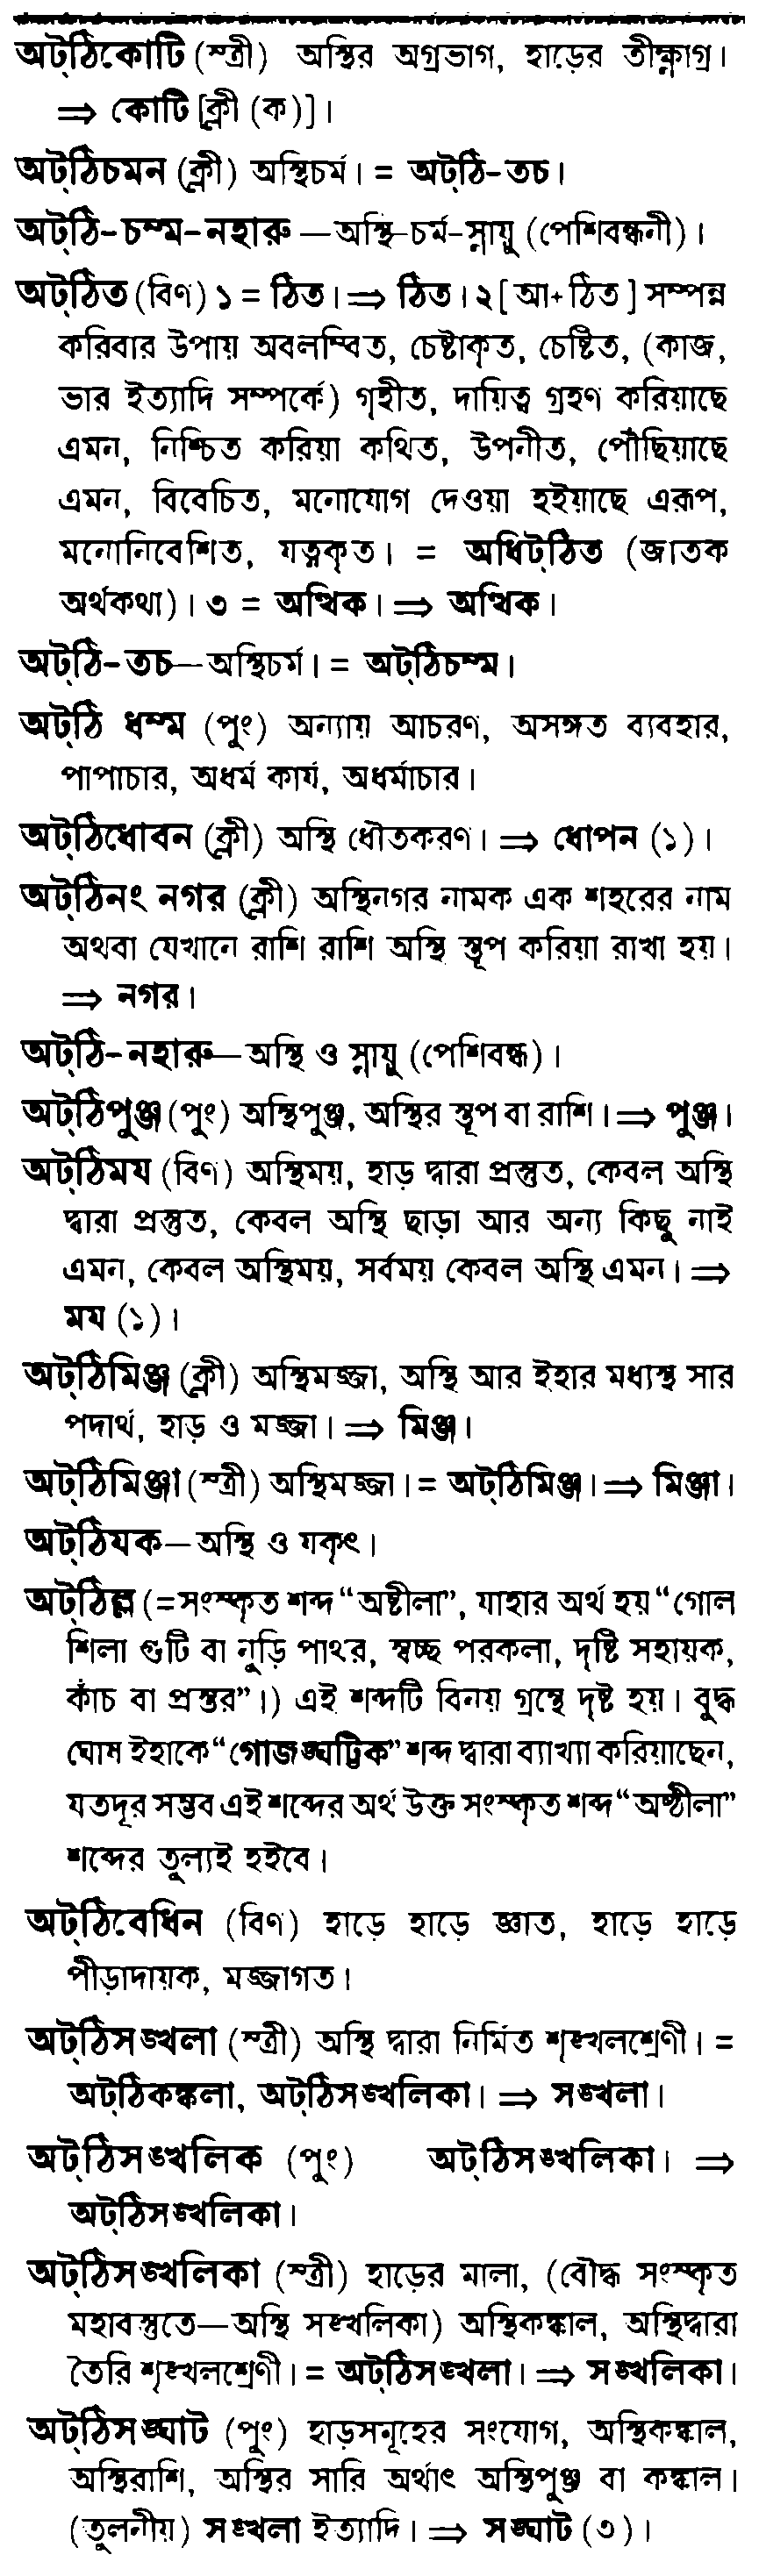 অট্‌ঠিকোটি (স্ত্রী) অস্থির অগ্রভাগ, হাড়ের তীক্ষ্ণাগ্র।
⇒ কোটি [ক্লী (ক)]।
অট্‌ঠিচমন (ক্লী) অস্থিচর্ম। = অট্‌ঠি-তচ।
অট্‌ঠি-চম্ম-নহারু —অস্থি-চর্ম-স্নায়ু (পেশিবন্ধনী)।
অট্‌ঠিত (বিণ) ১ = ঠিত। ⇒ ঠিত। ২ [আ+ঠিত] সম্পন্ন
করিবার উপায় অবলম্বিত, চেষ্টাকৃত, চেষ্টিত, (কাজ,
ভার ইত্যাদি সম্পর্কে) গৃহীত, দায়িত্ব গ্রহণ করিয়াছে
এমন, নিশ্চিত করিয়া কথিত, উপনীত, পৌঁছিয়াছে
এমন, বিবেচিত, মনোযোগ দেওয়া হইয়াছে এরূপ,
মনোনিবেশিত, যত্নকৃত। = অধিট্‌ঠিত (জাতক
অর্থকথা)। ৩ = অত্থিক। ⇒ অত্থিক।
অট্‌ঠি-তচ—অস্থিচর্ম। = অট্‌ঠিচম্ম।
অট্‌ঠি ধম্ম (পুং) অন্যায় আচরণ, অসঙ্গত ব্যবহার,
পাপাচার, অধর্ম কার্য, অধর্মাচার।
অট্‌ঠিধোবন (ক্লী) অস্থি ধৌতকরণ। ⇒ ধোপন (১)।
অট্‌ঠিনং নগর (ক্লী) অস্থিনগর নামক এক শহরের নাম
অথবা যেখানে রাশি রাশি অস্থি স্তূপ করিয়া রাখা হয়।
⇒ নগর।
অট্‌ঠি-নহারু—অস্থি ও স্নায়ু (পেশিবন্ধ)।
অট্‌ঠিপুঞ্জ (পুং) অস্থিপুঞ্জ, অস্থির স্তূপ বা রাশি। ⇒ পুঞ্জ।
অট্‌ঠিময (বিণ) অস্থিময়, হাড় দ্বারা প্রস্তুত, কেবল অস্থি
দ্বারা প্রস্তুত, কেবল অস্থি ছাড়া আর অন্য কিছু নাই
এমন, কেবল অস্থিময়, সর্বময় কেবল অস্থি এমন। ⇒
ময (১)।
অট্‌ঠিমিঞ্জ (ক্লী) অস্থিমজ্জা, অস্থি আর ইহার মধ্যস্থ সার
পদার্থ, হাড় ও মজ্জা। ⇒ মিঞ্জ।
অট্‌ঠিমিঞ্জা (স্ত্রী) অস্থিমজ্জা। = অট্‌ঠিমিঞ্জ। ⇒ মিঞ্জা।
অট্‌ঠিযক—অস্থি ও যকৃৎ।
অট্‌ঠিল্ল (=সংস্কৃত শব্দ “অষ্টীলা”, যাহার অর্থ হয় “গোল
শিলা গুটি বা নুড়ি পাথর, স্বচ্ছ পরকলা, দৃষ্টি সহায়ক,
কাঁচ বা প্রস্তর”।) এই শব্দটি বিনয় গ্রন্থে দৃষ্ট হয়। বুদ্ধ
ঘোষ ইহাকে “গোজঙ্ঘট্টিক” শব্দ দ্বারা ব্যাখ্যা করিয়াছেন,
যতদূর সম্ভব এই শব্দের অর্থ উক্ত সংস্কৃত শব্দ “অষ্ঠীলা”
শব্দের তুল্যই হইবে।
অট্‌ঠিবেধিন (বিণ) হাড়ে হাড়ে জ্ঞাত, হাড়ে হাড়ে
পীড়াদায়ক, মজ্জাগত।
অট্‌ঠিসঙ্খলা (স্ত্রী) অস্থি দ্বারা নির্মিত শৃঙ্খলশ্রেণী। =
অট্‌ঠিকঙ্কলা, অট্‌ঠিসঙ্খলিকা। ⇒ সঙ্খলা।
অট্‌ঠিসঙ্খলিক (পুং) অট্‌ঠিসঙ্খলিকা। ⇒
অট্‌ঠিসঙ্খলিকা।
অট্‌ঠিসঙ্খলিকা (স্ত্রী) হাড়ের মালা, (বৌদ্ধ সংস্কৃত
মহাবস্তুতে—অস্থি সঙ্খলিকা) অস্থিকঙ্কাল, অস্থিদ্বারা
তৈরি শৃঙ্খলশ্রেণী। = অট্‌ঠিসঙ্খলা। ⇒ সঙ্খলিকা।
অট্‌ঠিসঙ্ঘাট (পুং) হাড়সমূহের সংযোগ, অস্থিকঙ্কাল,
অস্থিরাশি, অস্থির সারি অর্থাৎ অস্থিপুঞ্জ বা কঙ্কাল।
(তুলনীয়) সঙ্খলা ইত্যাদি। ⇒ সঙ্ঘাট (৩)।